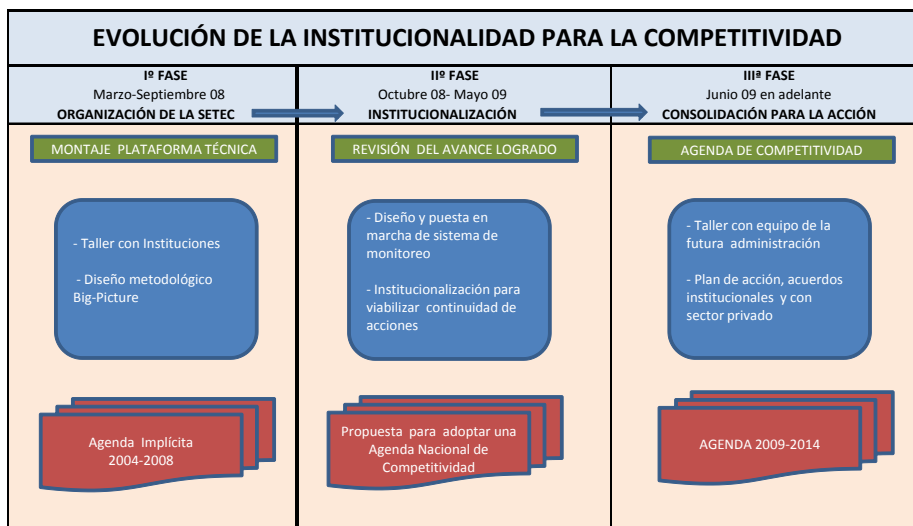 EVOLUCIÓN DE LA INSTITUCIONALIDAD PARA LA COMPETITIVIDAD
Iº FASE
Marzo-Septiembre 08
ORGANIZACIÓN DE LA SETEC
IIº FASE
Octubre 08- Mayo 09
INSTITUCIONALIZACIÓN
IIIª FASE
Junio 09 en adelante
CONSOLIDACIÓN PARA LA ACCIÓN
MONTAJE PLATAFORMA TÉCNICA
REVISIÓN DEL AVANCE LOGRADO
AGENDA DE COMPETITIVIDAD
- Taller con Instituciones
- Diseño metodológico
Big-Picture
- Diseño y puesta en
marcha de sistema de
monitoreo
- Institucionalización para
viabilizar continuidad de
acciones
- Taller con equipo de la
futura administración
- Plan de acción, acuerdos
institucionales y con
sector privado
Agenda Implícita
2004-2008
Propuesta para adoptar una
Agenda Nacional de
Competitividad
AGENDA 2009-2014